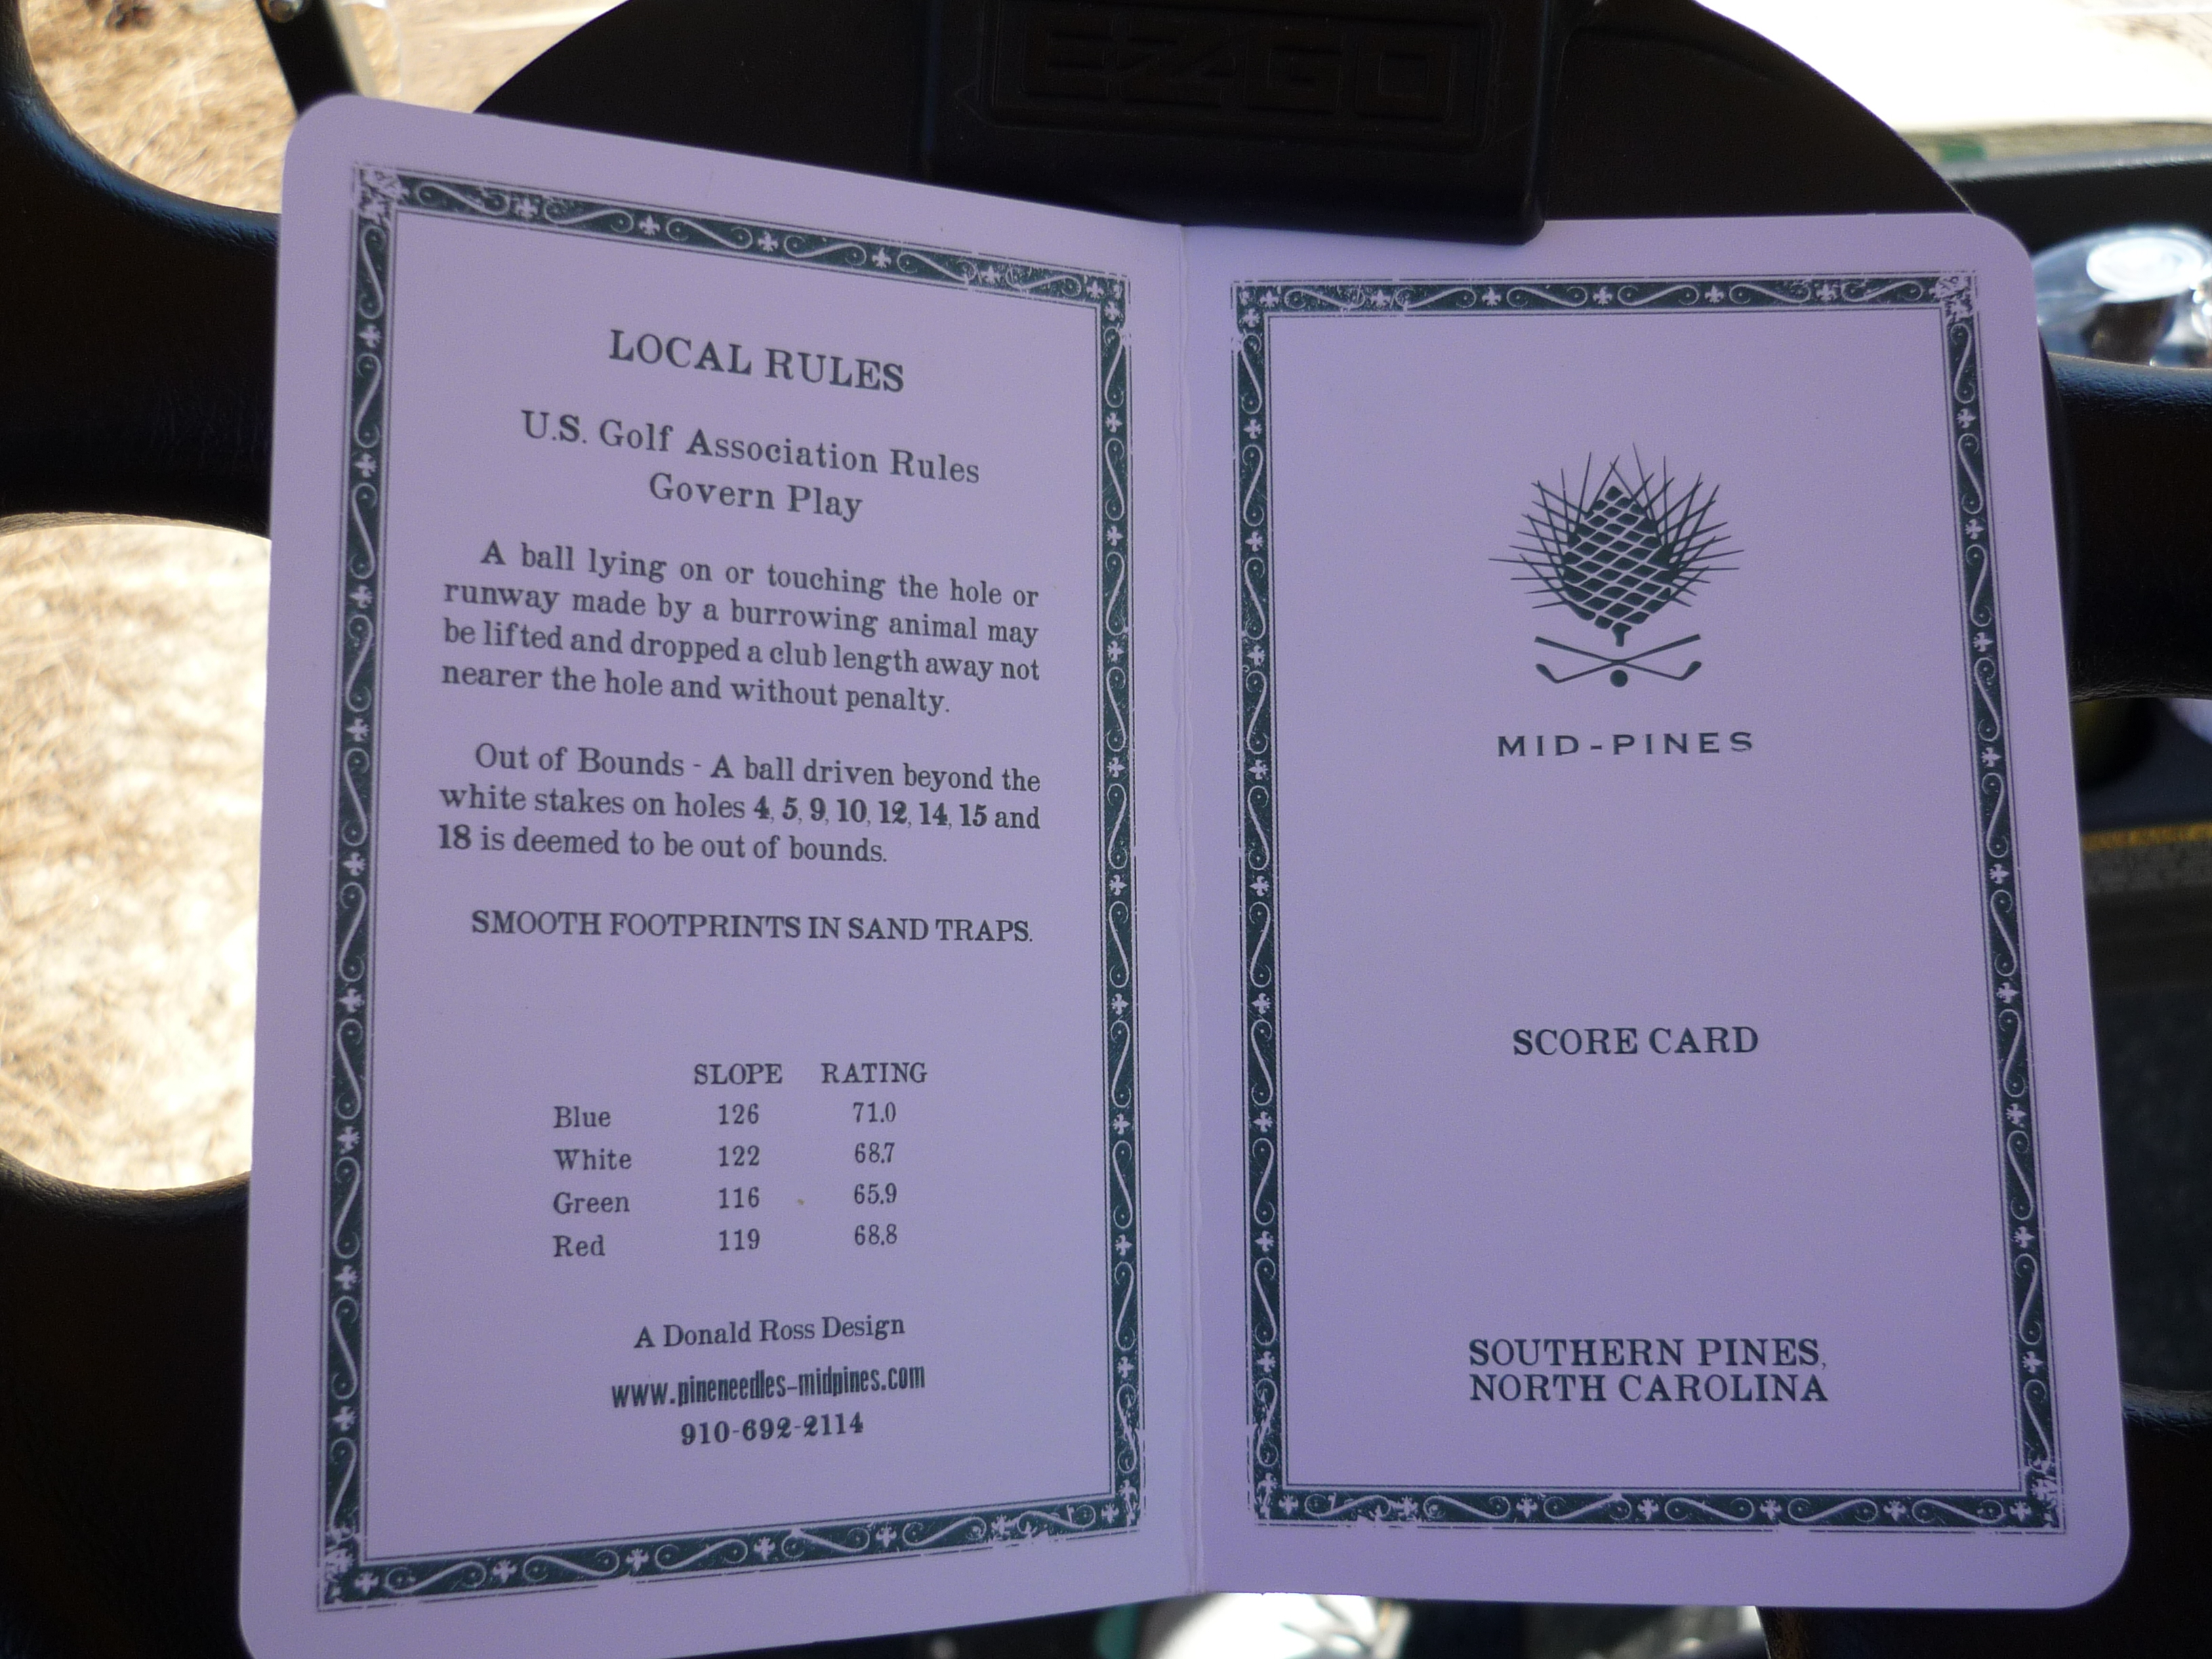 E-Z-GO
LOCAL RULES
U.S. Golf Association Rules
Govern Play
A ball lying on or touching the hole or
runway made by a burrowing animal may
be lifted and dropped a club length away not
nearer the hole and without penalty.
Out of Bounds - A ball driven beyond the
white stakes on holes 4, 5, 9, 10, 12, 14, 15 and
18 is deemed to be out of bounds.
SMOOTH FOOTPRINTS IN SAND TRAPS.
SLOPE RATING
Blue 126 71.0
White 122 68.7
Green 116 65.9
Red 119 68.8
A Donald Ross Design
www.pineneedles-midpines.com
910-692-2114
MID-PINES
SCORE CARD
SOUTHERN PINES,
NORTH CAROLINA